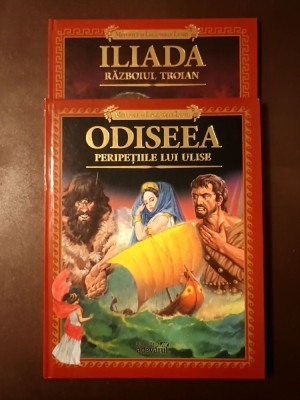 ILIADA
RĂZBOIUL TROIAN
ODISEEA
PERIPEȚIILE LUI ULISE